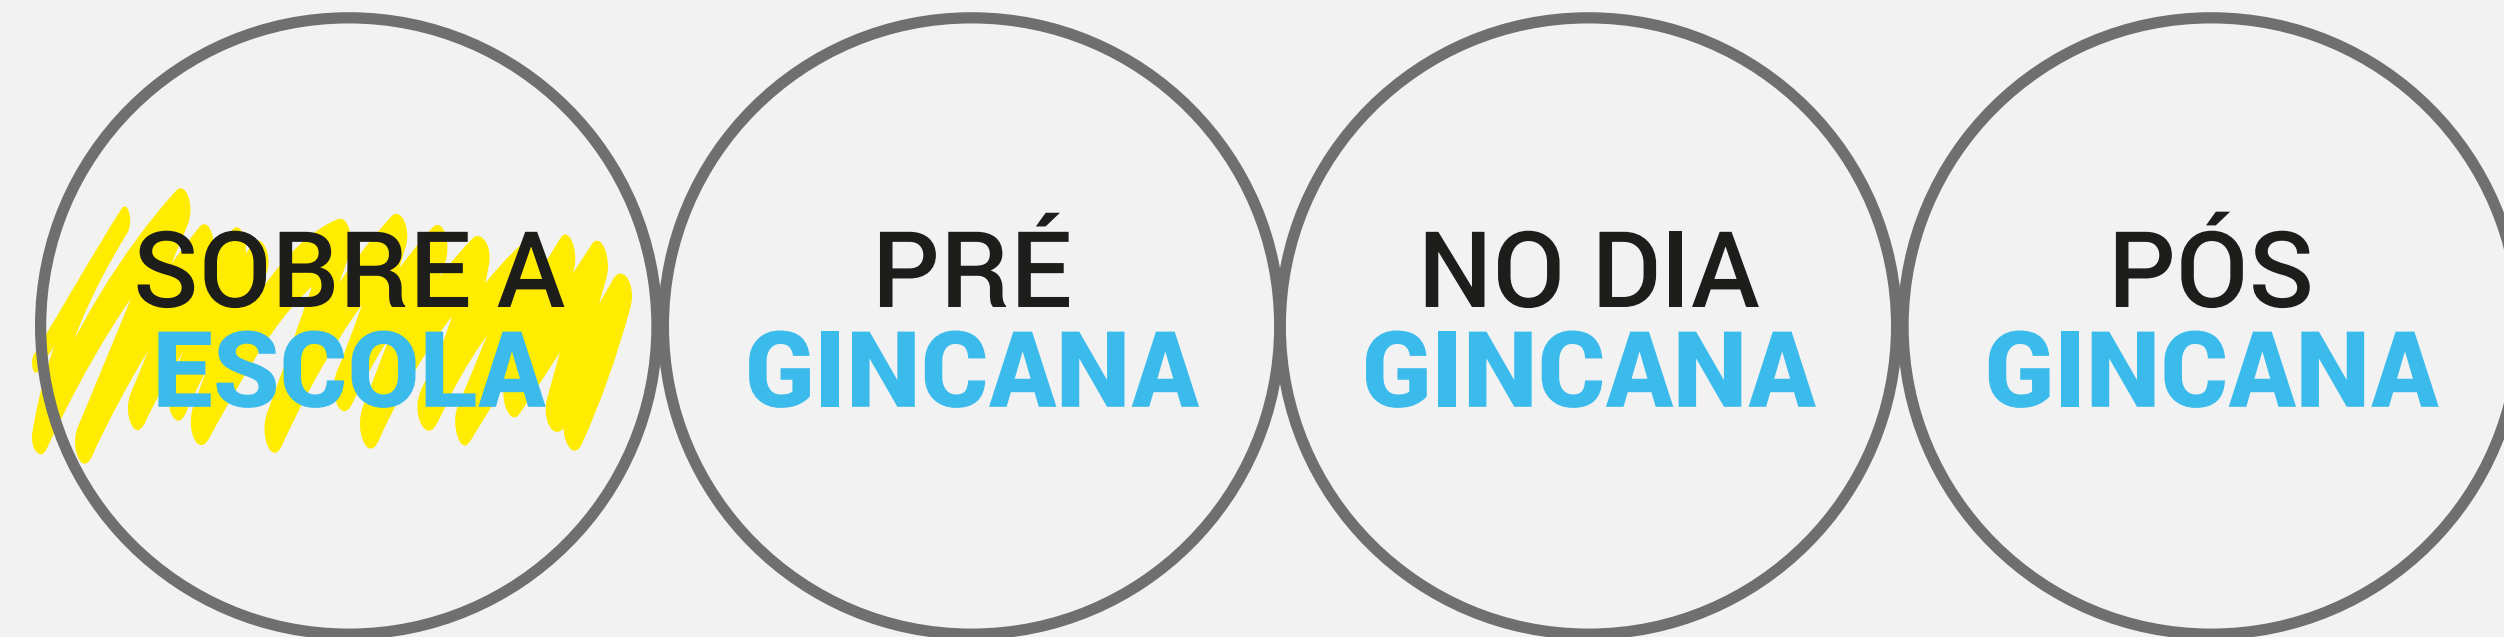 SOBRE A
ESCOLA
PRÉ
GINCANA
NO DIA
GINCANA
PÓS
GINCANA